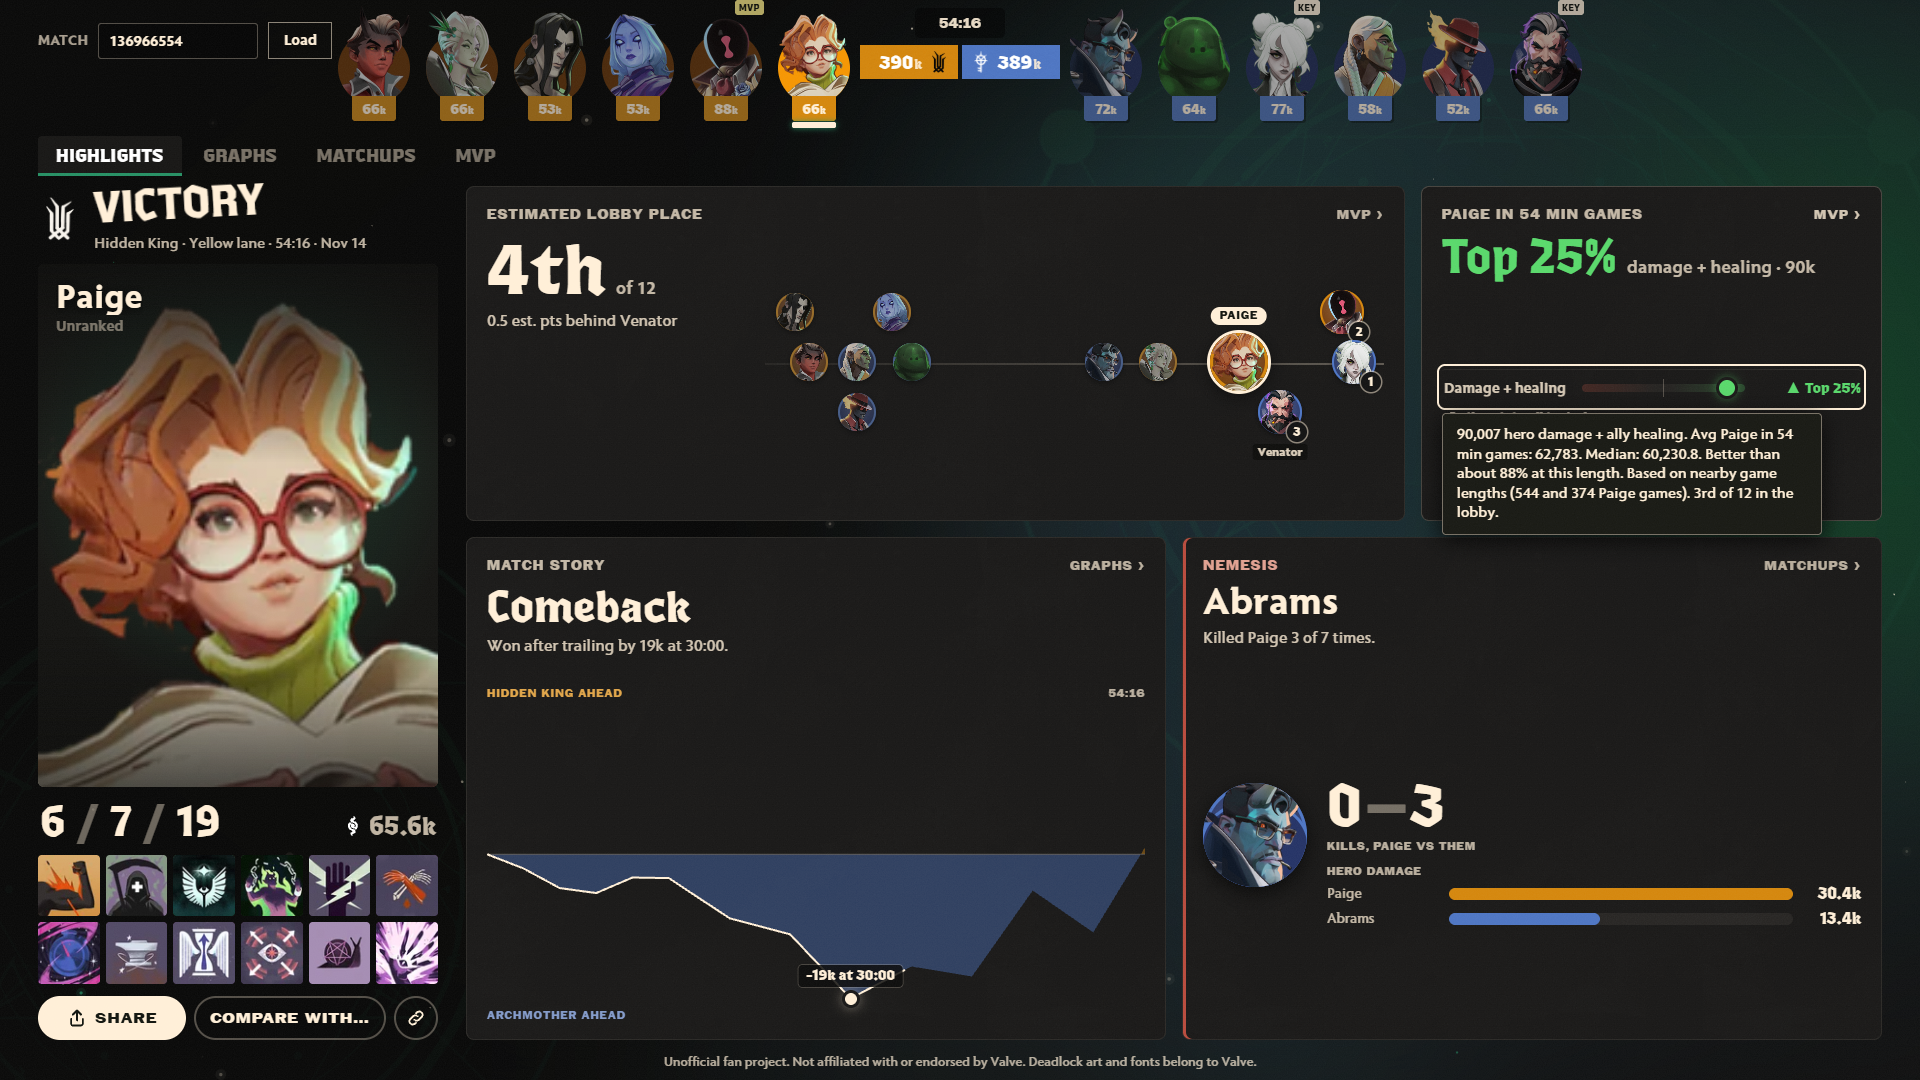 MATCH
136966554
Load
66k
66k
53k
53k
MVP
88k
66k
54:16
390k
389k
72k
64k
KEY
77k
58k
52k
KEY
66k
HIGHLIGHTS
GRAPHS
MATCHUPS
MVP
VICTORY
Hidden King · Yellow lane · 54:16 · Nov 14
Paige
Unranked
6 / 7 / 19
65.6k
SHARE
COMPARE WITH...
ESTIMATED LOBBY PLACE
MVP ›
4th of 12
0.5 est. pts behind Venator
PAIGE
2
1
3
Venator
PAIGE IN 54 MIN GAMES
MVP ›
Top 25% damage + healing · 90k
Damage + healing
▲ Top 25%
90,007 hero damage + ally healing. Avg Paige in 54
min games: 62,783. Median: 60,230.8. Better than
about 88% at this length. Based on nearby game
lengths (544 and 374 Paige games). 3rd of 12 in the
lobby.
MATCH STORY
GRAPHS ›
Comeback
Won after trailing by 19k at 30:00.
HIDDEN KING AHEAD
54:16
-19k at 30:00
ARCHMOTHER AHEAD
NEMESIS
MATCHUPS ›
Abrams
Killed Paige 3 of 7 times.
0–3
KILLS, PAIGE VS THEM
HERO DAMAGE
Paige
30.4k
Abrams
13.4k
Unofficial fan project. Not affiliated with or endorsed by Valve. Deadlock art and fonts belong to Valve.